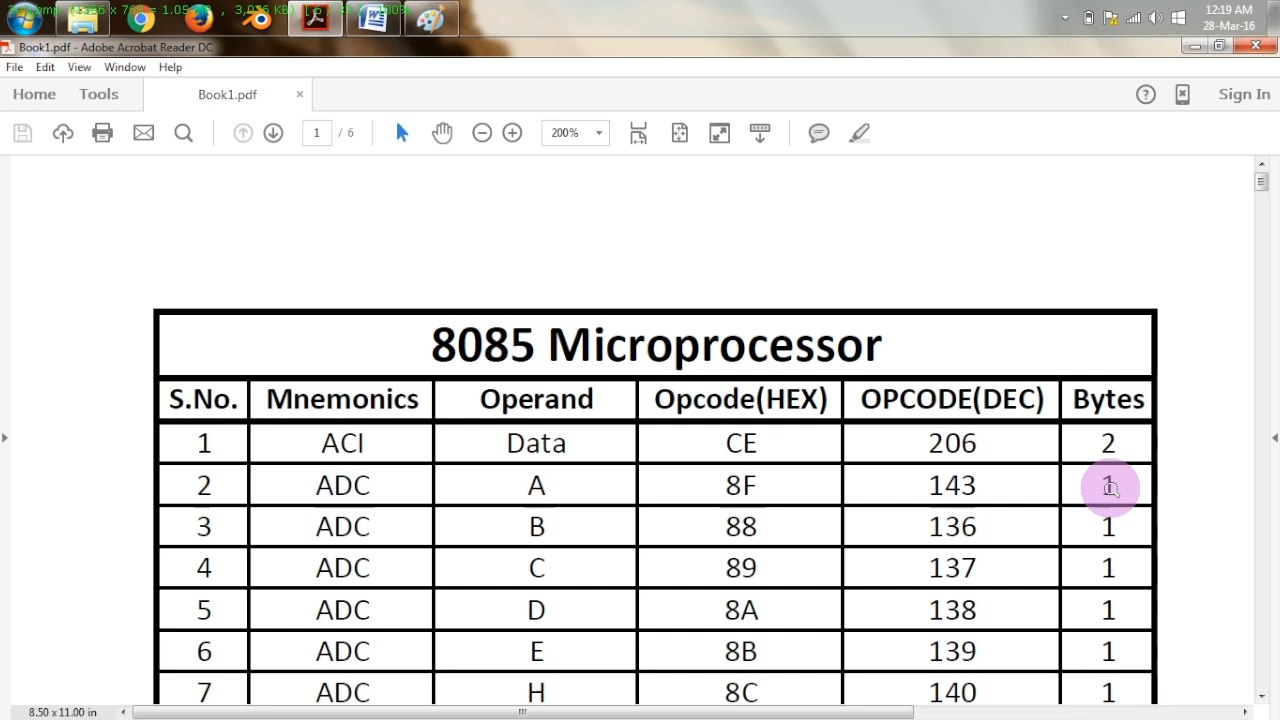 12:19 AM
28-Mar-16
Book1.pdf - Adobe Acrobat Reader DC
File Edit View Window Help
Home Tools Book1.pdf × Sign In
1 / 6 200%
8085 Microprocessor
S.No. Mnemonics Operand Opcode(HEX) OPCODE(DEC) Bytes
1 ACI Data CE 206 2
2 ADC A 8F 143 1
3 ADC B 88 136 1
4 ADC C 89 137 1
5 ADC D 8A 138 1
6 ADC E 8B 139 1
7 ADC H 8C 140 1
8.50 x 11.00 in